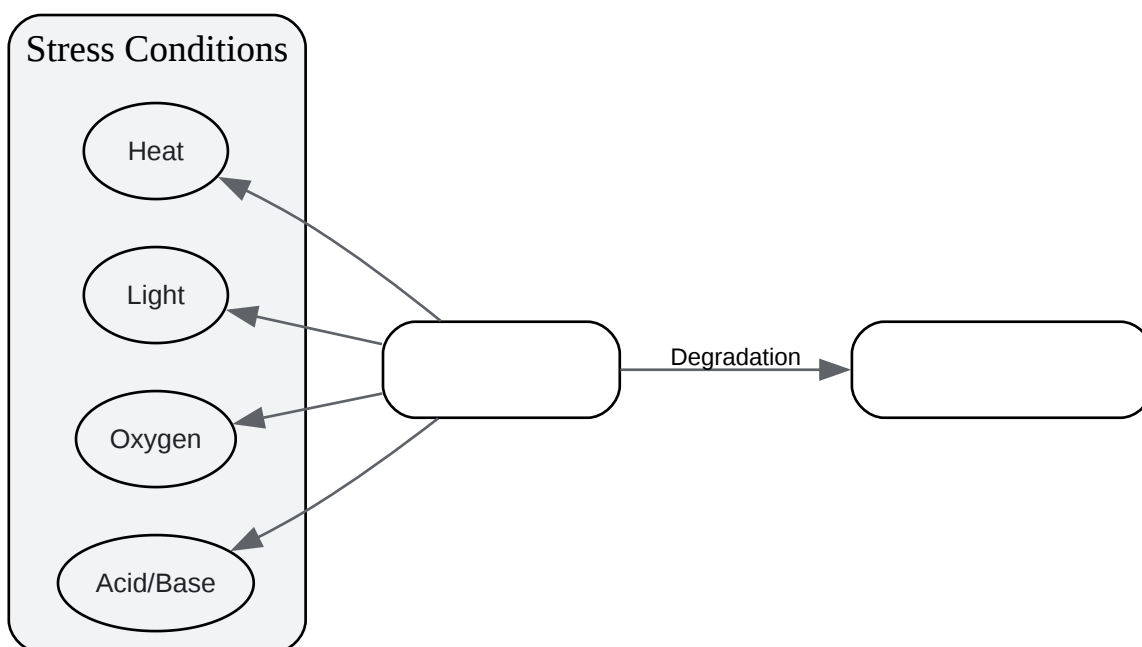 Stress Conditions
Heat
Light
Degradation
Oxygen
Acid/Base